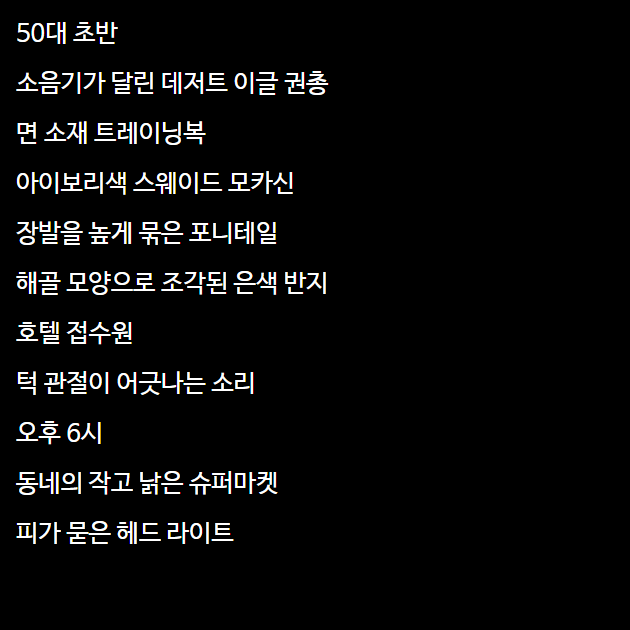 50대 초반
소음기가 달린 데저트 이글 권총
면 소재 트레이닝복
아이보리색 스웨이드 모카신
장발을 높게 묶은 포니테일
해골 모양으로 조각된 은색 반지
호텔 접수원
턱 관절이 어긋나는 소리
오후 6시
동네의 작고 낡은 슈퍼마켓
피가 묻은 헤드 라이트